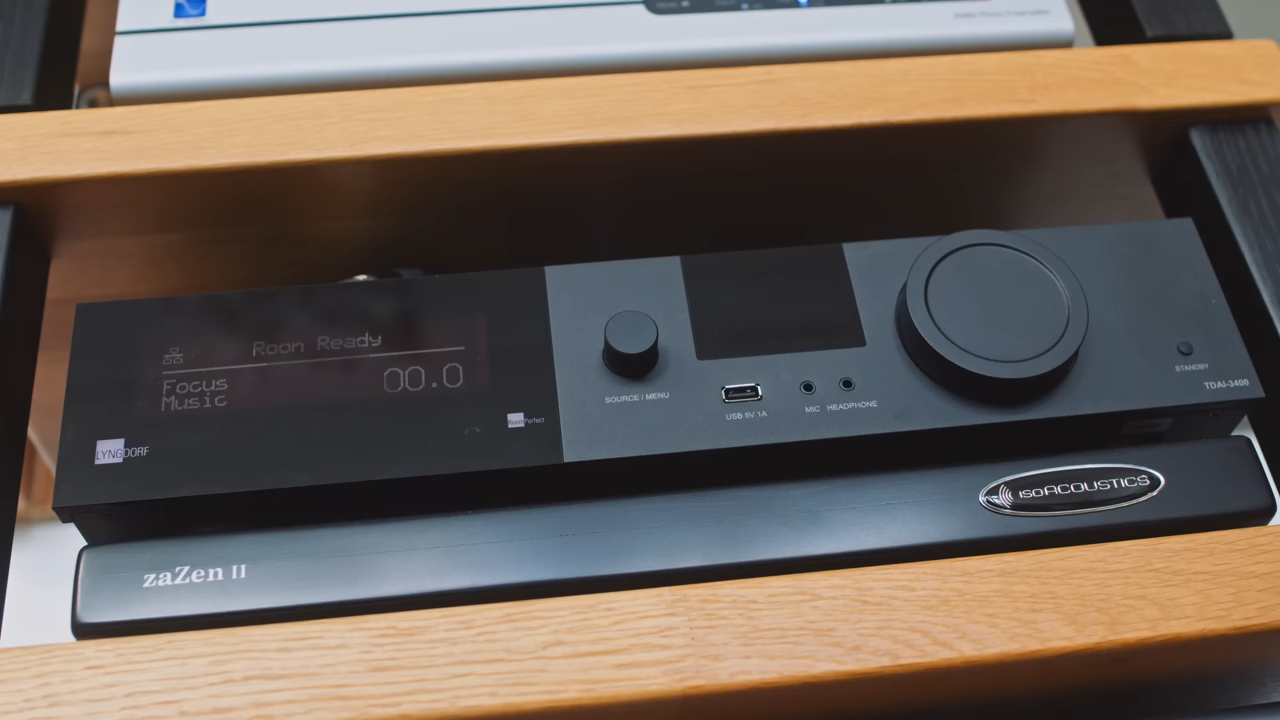 Roon Ready
Focus 00.0
Music
LYNGDORF
RoomPerfect
SOURCE / MENU
USB 5V 1A
MIC HEADPHONE
STANDBY
TDAI-3400
isoACOUSTICS
zaZen II